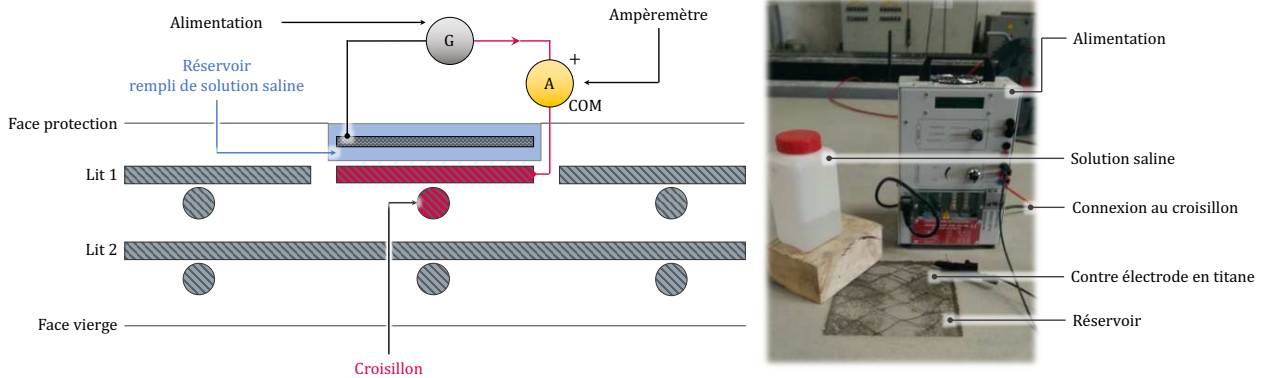 Alimentation
G
Ampèremètre
+
A
COM
Réservoir
rempli de solution saline
Face protection
Lit 1
Lit 2
Face vierge
Croisillon
Alimentation
Solution saline
Connexion au croisillon
Contre électrode en titane
Réservoir